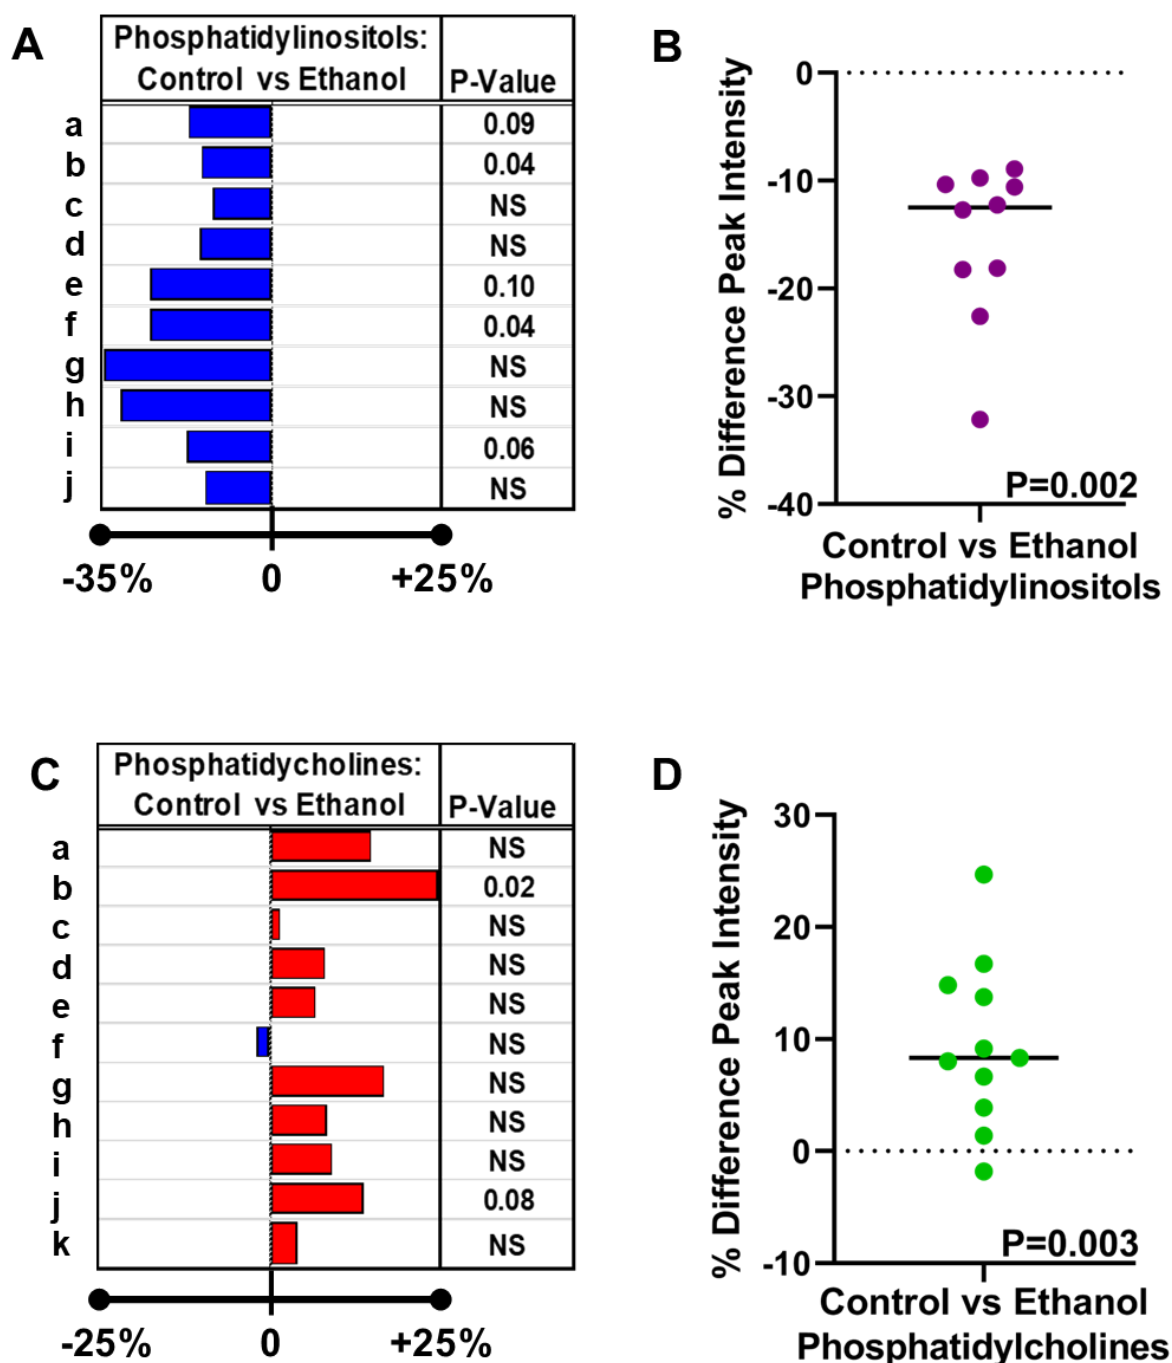 A
Phosphatidylinositols:
Control vs Ethanol
P-Value
a 0.09
b 0.04
c NS
d NS
e 0.10
f 0.04
g NS
h NS
i 0.06
j NS
-35% 0 +25%
B
% Difference Peak Intensity
0
-10
-20
-30
-40
P=0.002
Control vs Ethanol
Phosphatidylinositols
C
Phosphatidycholines:
Control vs Ethanol
P-Value
a NS
b 0.02
c NS
d NS
e NS
f NS
g NS
h NS
i NS
j 0.08
k NS
-25% 0 +25%
D
% Difference Peak Intensity
30
20
10
0
-10
P=0.003
Control vs Ethanol
Phosphatidylcholines